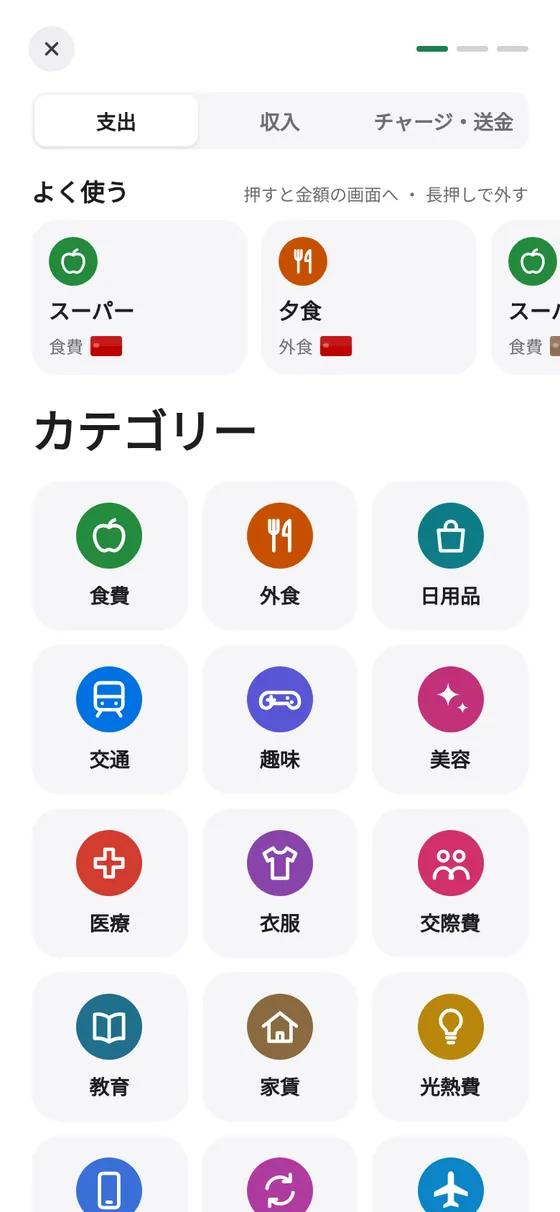 支出 収入 チャージ・送金
よく使う 押すと金額の画面へ ・ 長押しで外す
スーパー 夕食
食費 外食 食費
カテゴリー
食費 外食 日用品
交通 趣味 美容
医療 衣服 交際費
教育 家賃 光熱費